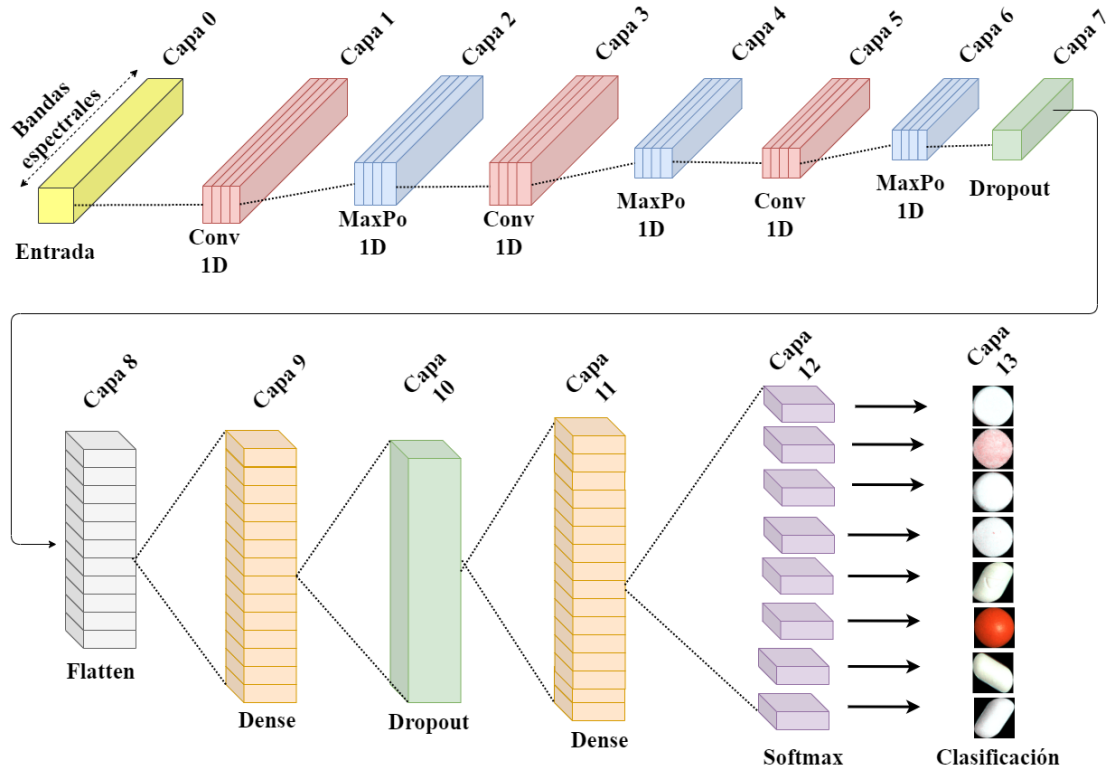 Capa 0
Capa 1
Capa 2
Capa 3
Capa 4
Capa 5
Capa 6
Capa 7
Bandas
espectrales
Entrada
Conv
1D
MaxPo
1D
Conv
1D
MaxPo
1D
Conv
1D
MaxPo
1D
Dropout
Capa 8
Capa 9
Capa
10
Capa
11
Capa
12
Capa
13
Flatten
Dense
Dropout
Dense
Softmax
Clasificación